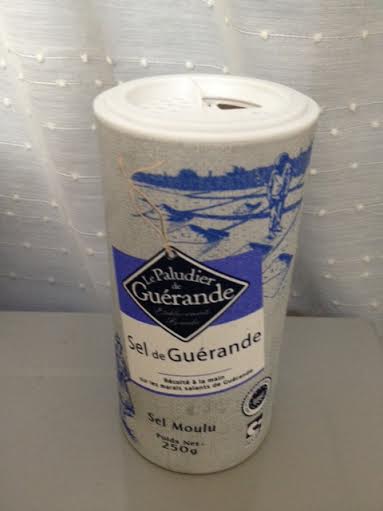 Le Paludier
de
Guérande
Sel de Guérande
Récolté à la main
sur les marais salants de Guérande
Sel Moulu
Poids Net:
250g